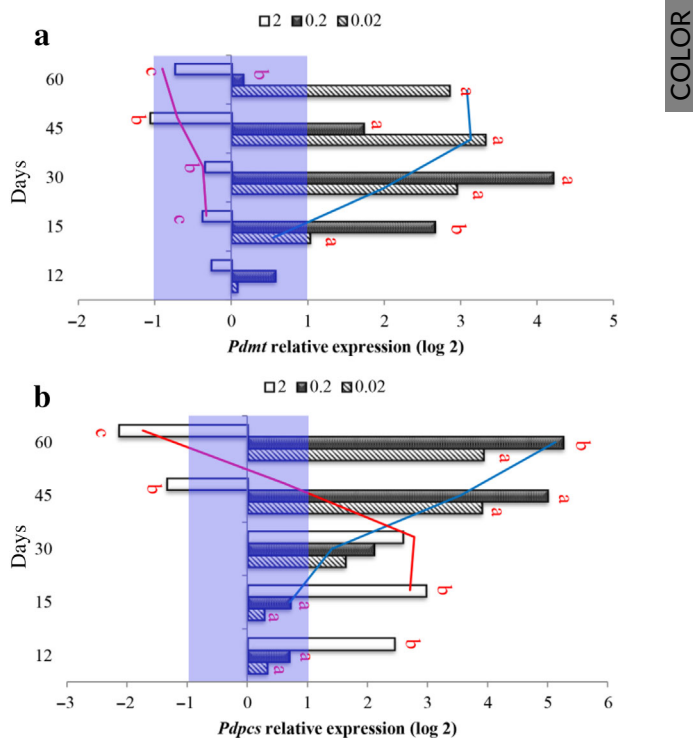 COLOR
a
2 0.2 0.02
60
c
b
a
45
b
a
a
30
b
a
a
Days
15
c
b
a
12
−2 −1 0 1 2 3 4 5
Pdmt relative expression (log 2)
b
2 0.2 0.02
60
c
b
a
45
b
a
a
30
Days
15
b
a
a
12
b
a
a
−3 −2 −1 0 1 2 3 4 5 6
Pdpcs relative expression (log 2)